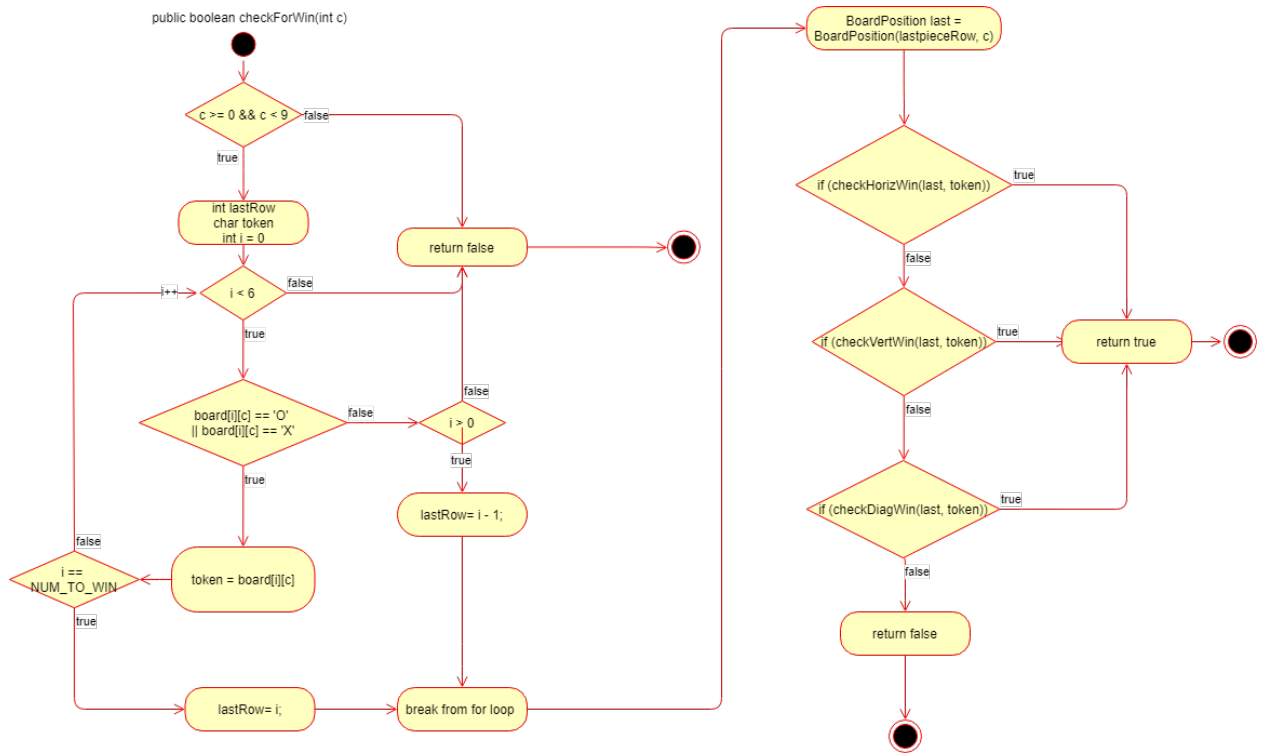 public boolean checkForWin(int c)
c >= 0 && c < 9
false
true
int lastRow
char token
int i = 0
return false
i++
i < 6
false
true
board[i][c] == 'O'
|| board[i][c] == 'X'
false
false
i > 0
true
true
lastRow= i - 1;
false
i ==
NUM_TO_WIN
token = board[i][c]
true
lastRow= i;
break from for loop
BoardPosition last =
BoardPosition(lastpieceRow, c)
if (checkHorizWin(last, token))
true
false
if (checkVertWin(last, token))
true
return true
false
if (checkDiagWin(last, token))
true
false
return false